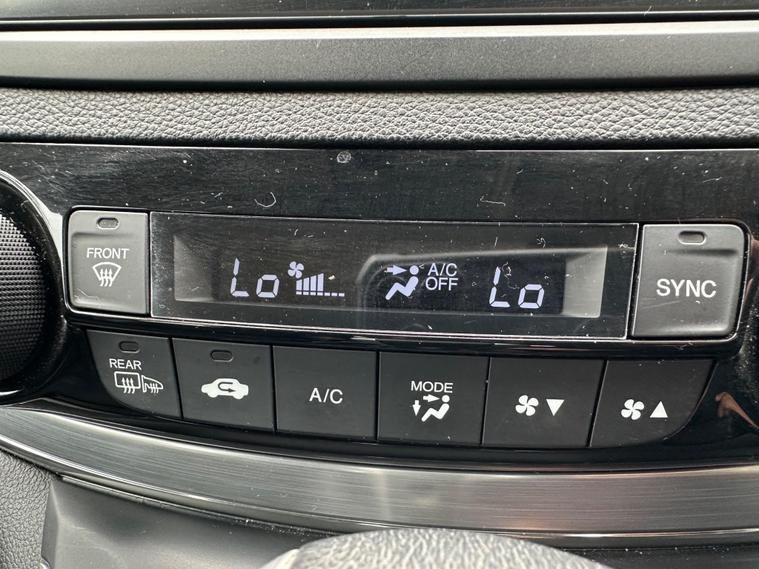 FRONT
Lo
A/C
OFF
Lo
SYNC
REAR
A/C
MODE